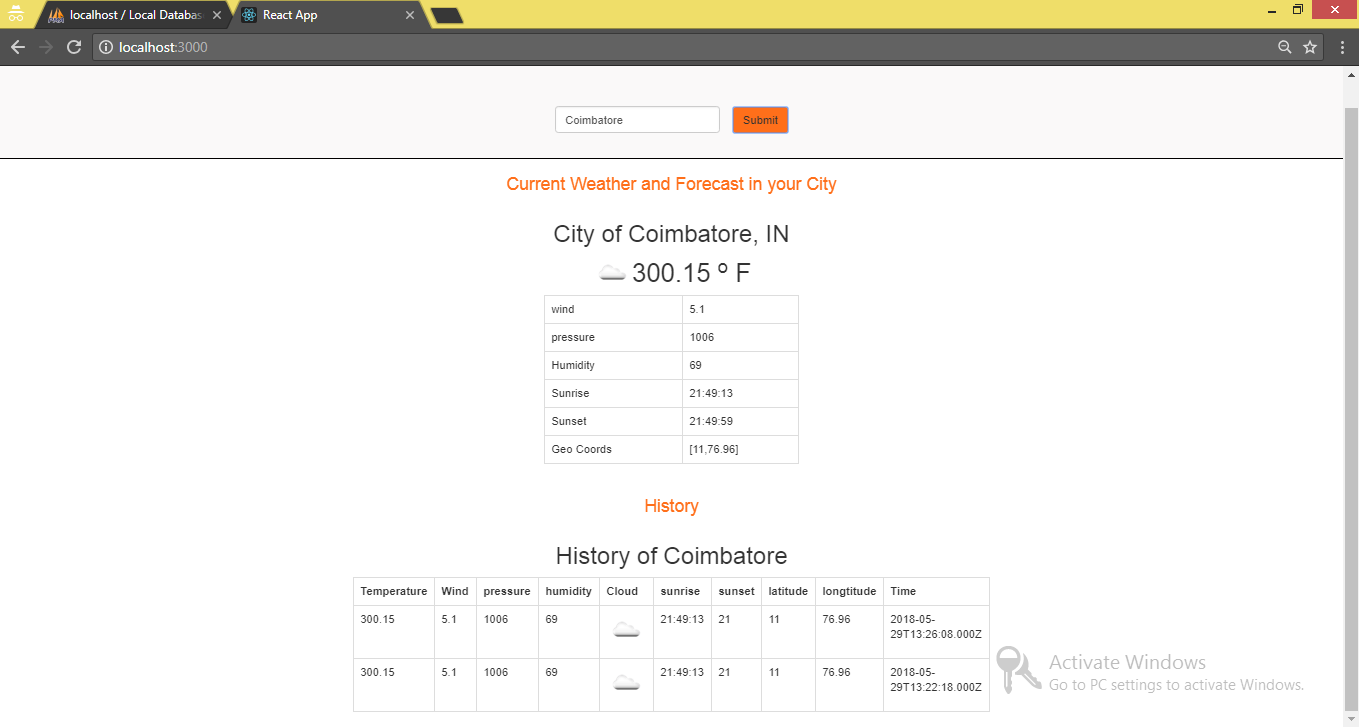 localhost / Local Databas
React App
localhost:3000
Coimbatore
Submit
Current Weather and Forecast in your City
City of Coimbatore, IN
300.15 º F
wind 5.1
pressure 1006
Humidity 69
Sunrise 21:49:13
Sunset 21:49:59
Geo Coords [11,76.96]
History
History of Coimbatore
Temperature Wind pressure humidity Cloud sunrise sunset latitude longtitude Time
300.15 5.1 1006 69 21:49:13 21 11 76.96 2018-05-
29T13:26:08.000Z
300.15 5.1 1006 69 21:49:13 21 11 76.96 2018-05-
29T13:22:18.000Z
Activate Windows
Go to PC settings to activate Windows.